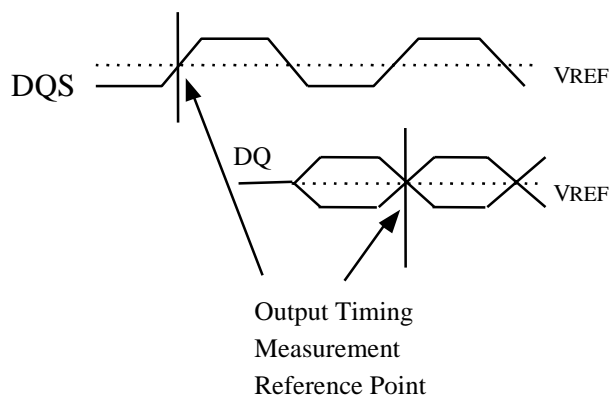 VREF
DQS
DQ
VREF
Output Timing
Measurement
Reference Point